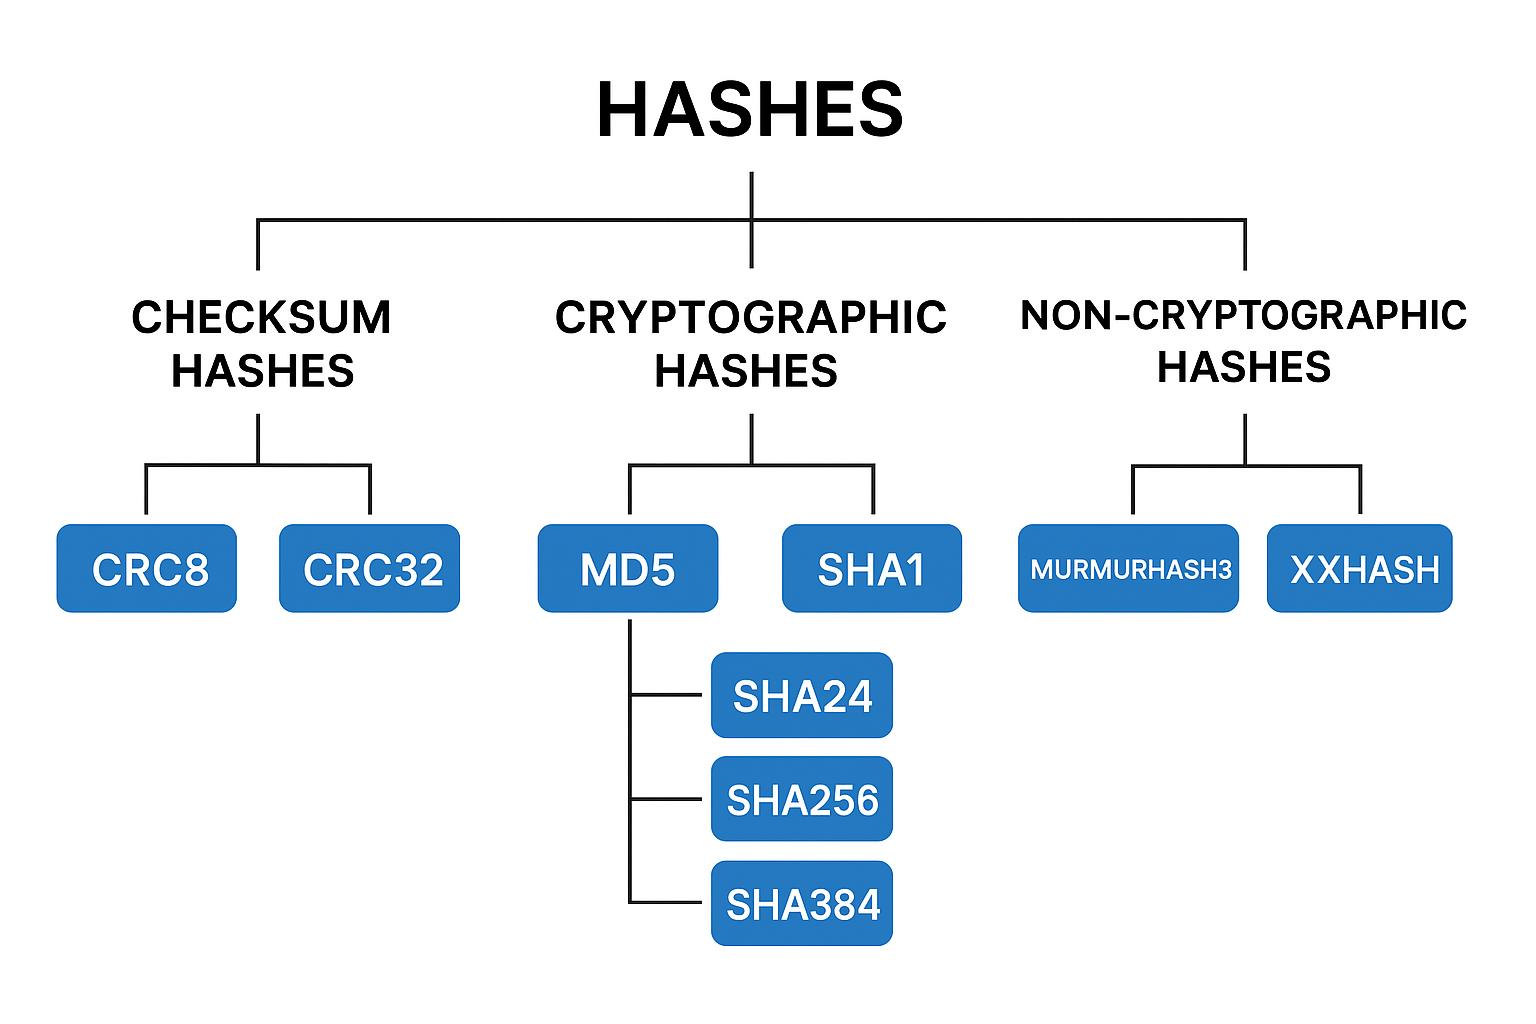 HASHES
CHECKSUM
HASHES
CRYPTOGRAPHIC
HASHES
NON-CRYPTOGRAPHIC
HASHES
CRC8
CRC32
MD5
SHA1
MURMURHASH3
XXHASH
SHA24
SHA256
SHA384